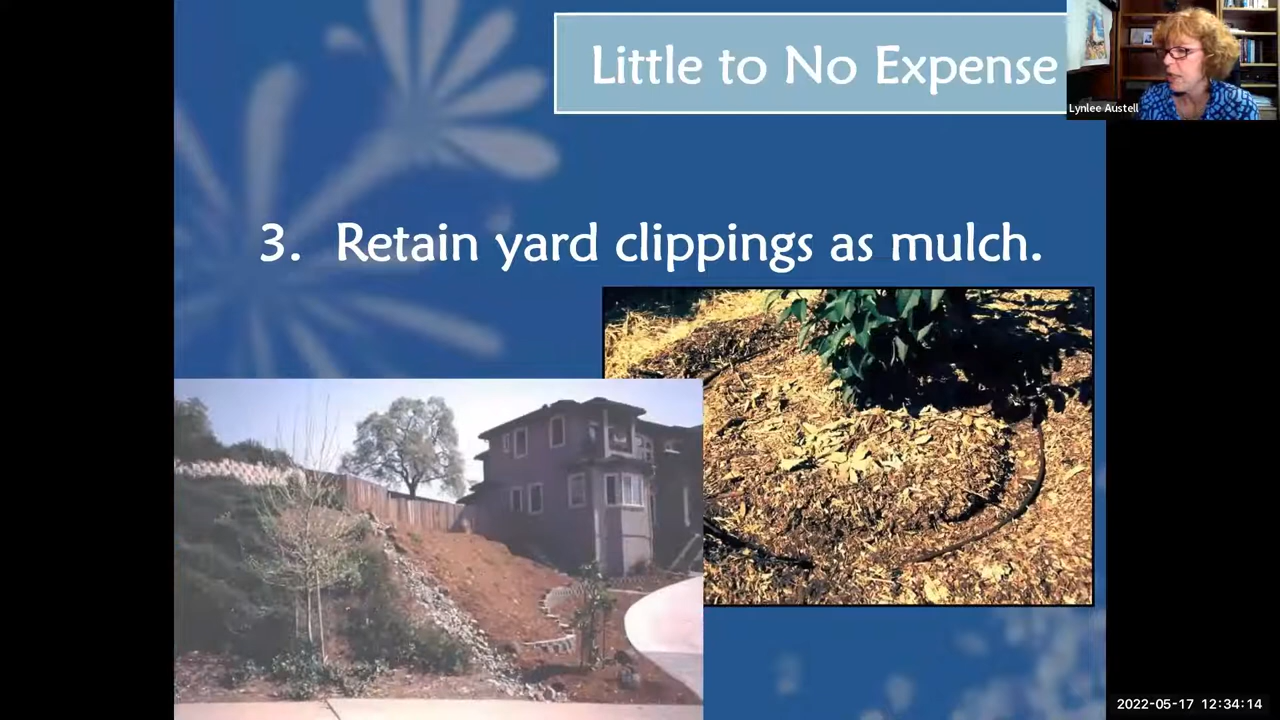 Little to No Expense
Lynlee Austell
3. Retain yard clippings as mulch.
2022-05-17 12:34:14